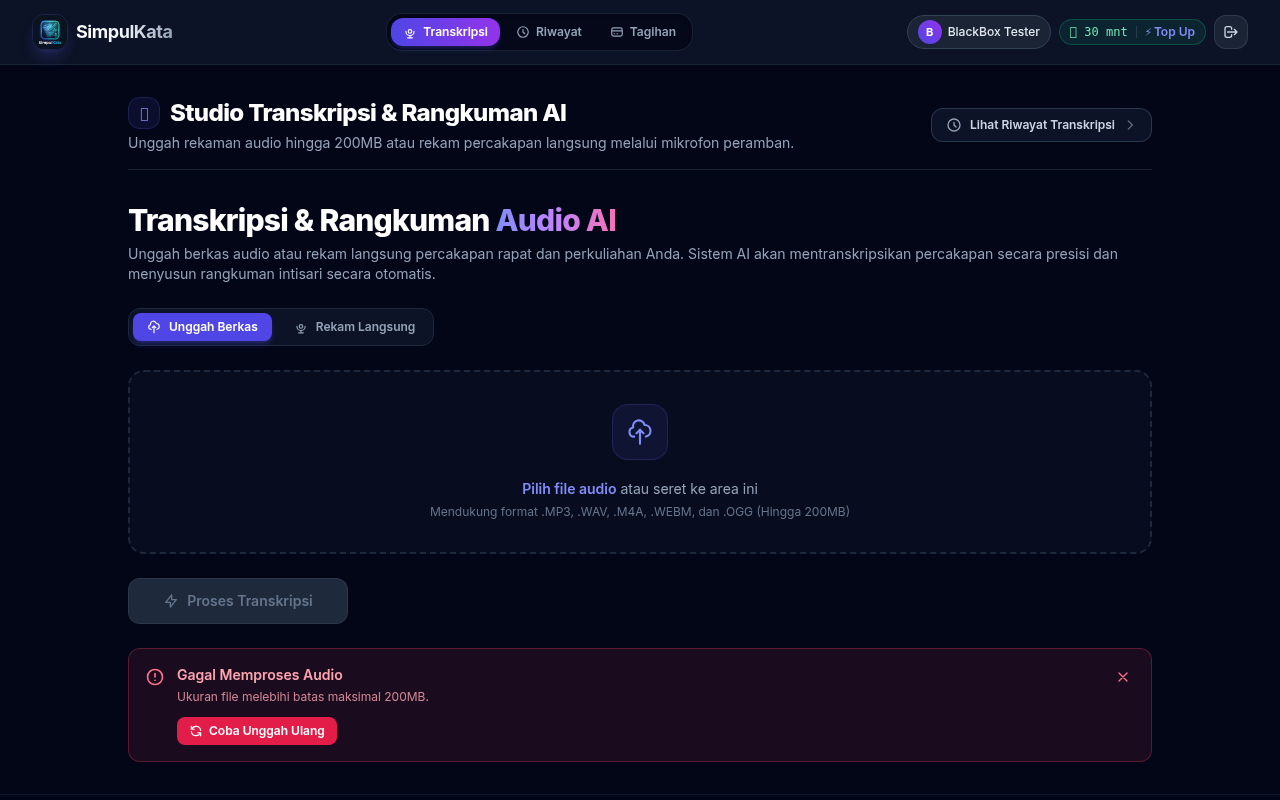 SimpulKata
Transkripsi
Riwayat
Tagihan
B
BlackBox Tester
30 mnt
Top Up
Studio Transkripsi & Rangkuman AI
Unggah rekaman audio hingga 200MB atau rekam percakapan langsung melalui mikrofon peramban.
Lihat Riwayat Transkripsi
Transkripsi & Rangkuman Audio AI
Unggah berkas audio atau rekam langsung percakapan rapat dan perkuliahan Anda. Sistem AI akan mentranskripsikan percakapan secara presisi dan
menyusun rangkuman intisari secara otomatis.
Unggah Berkas
Rekam Langsung
Pilih file audio atau seret ke area ini
Mendukung format .MP3, .WAV, .M4A, .WEBM, dan .OGG (Hingga 200MB)
Proses Transkripsi
Gagal Memproses Audio
Ukuran file melebihi batas maksimal 200MB.
Coba Unggah Ulang